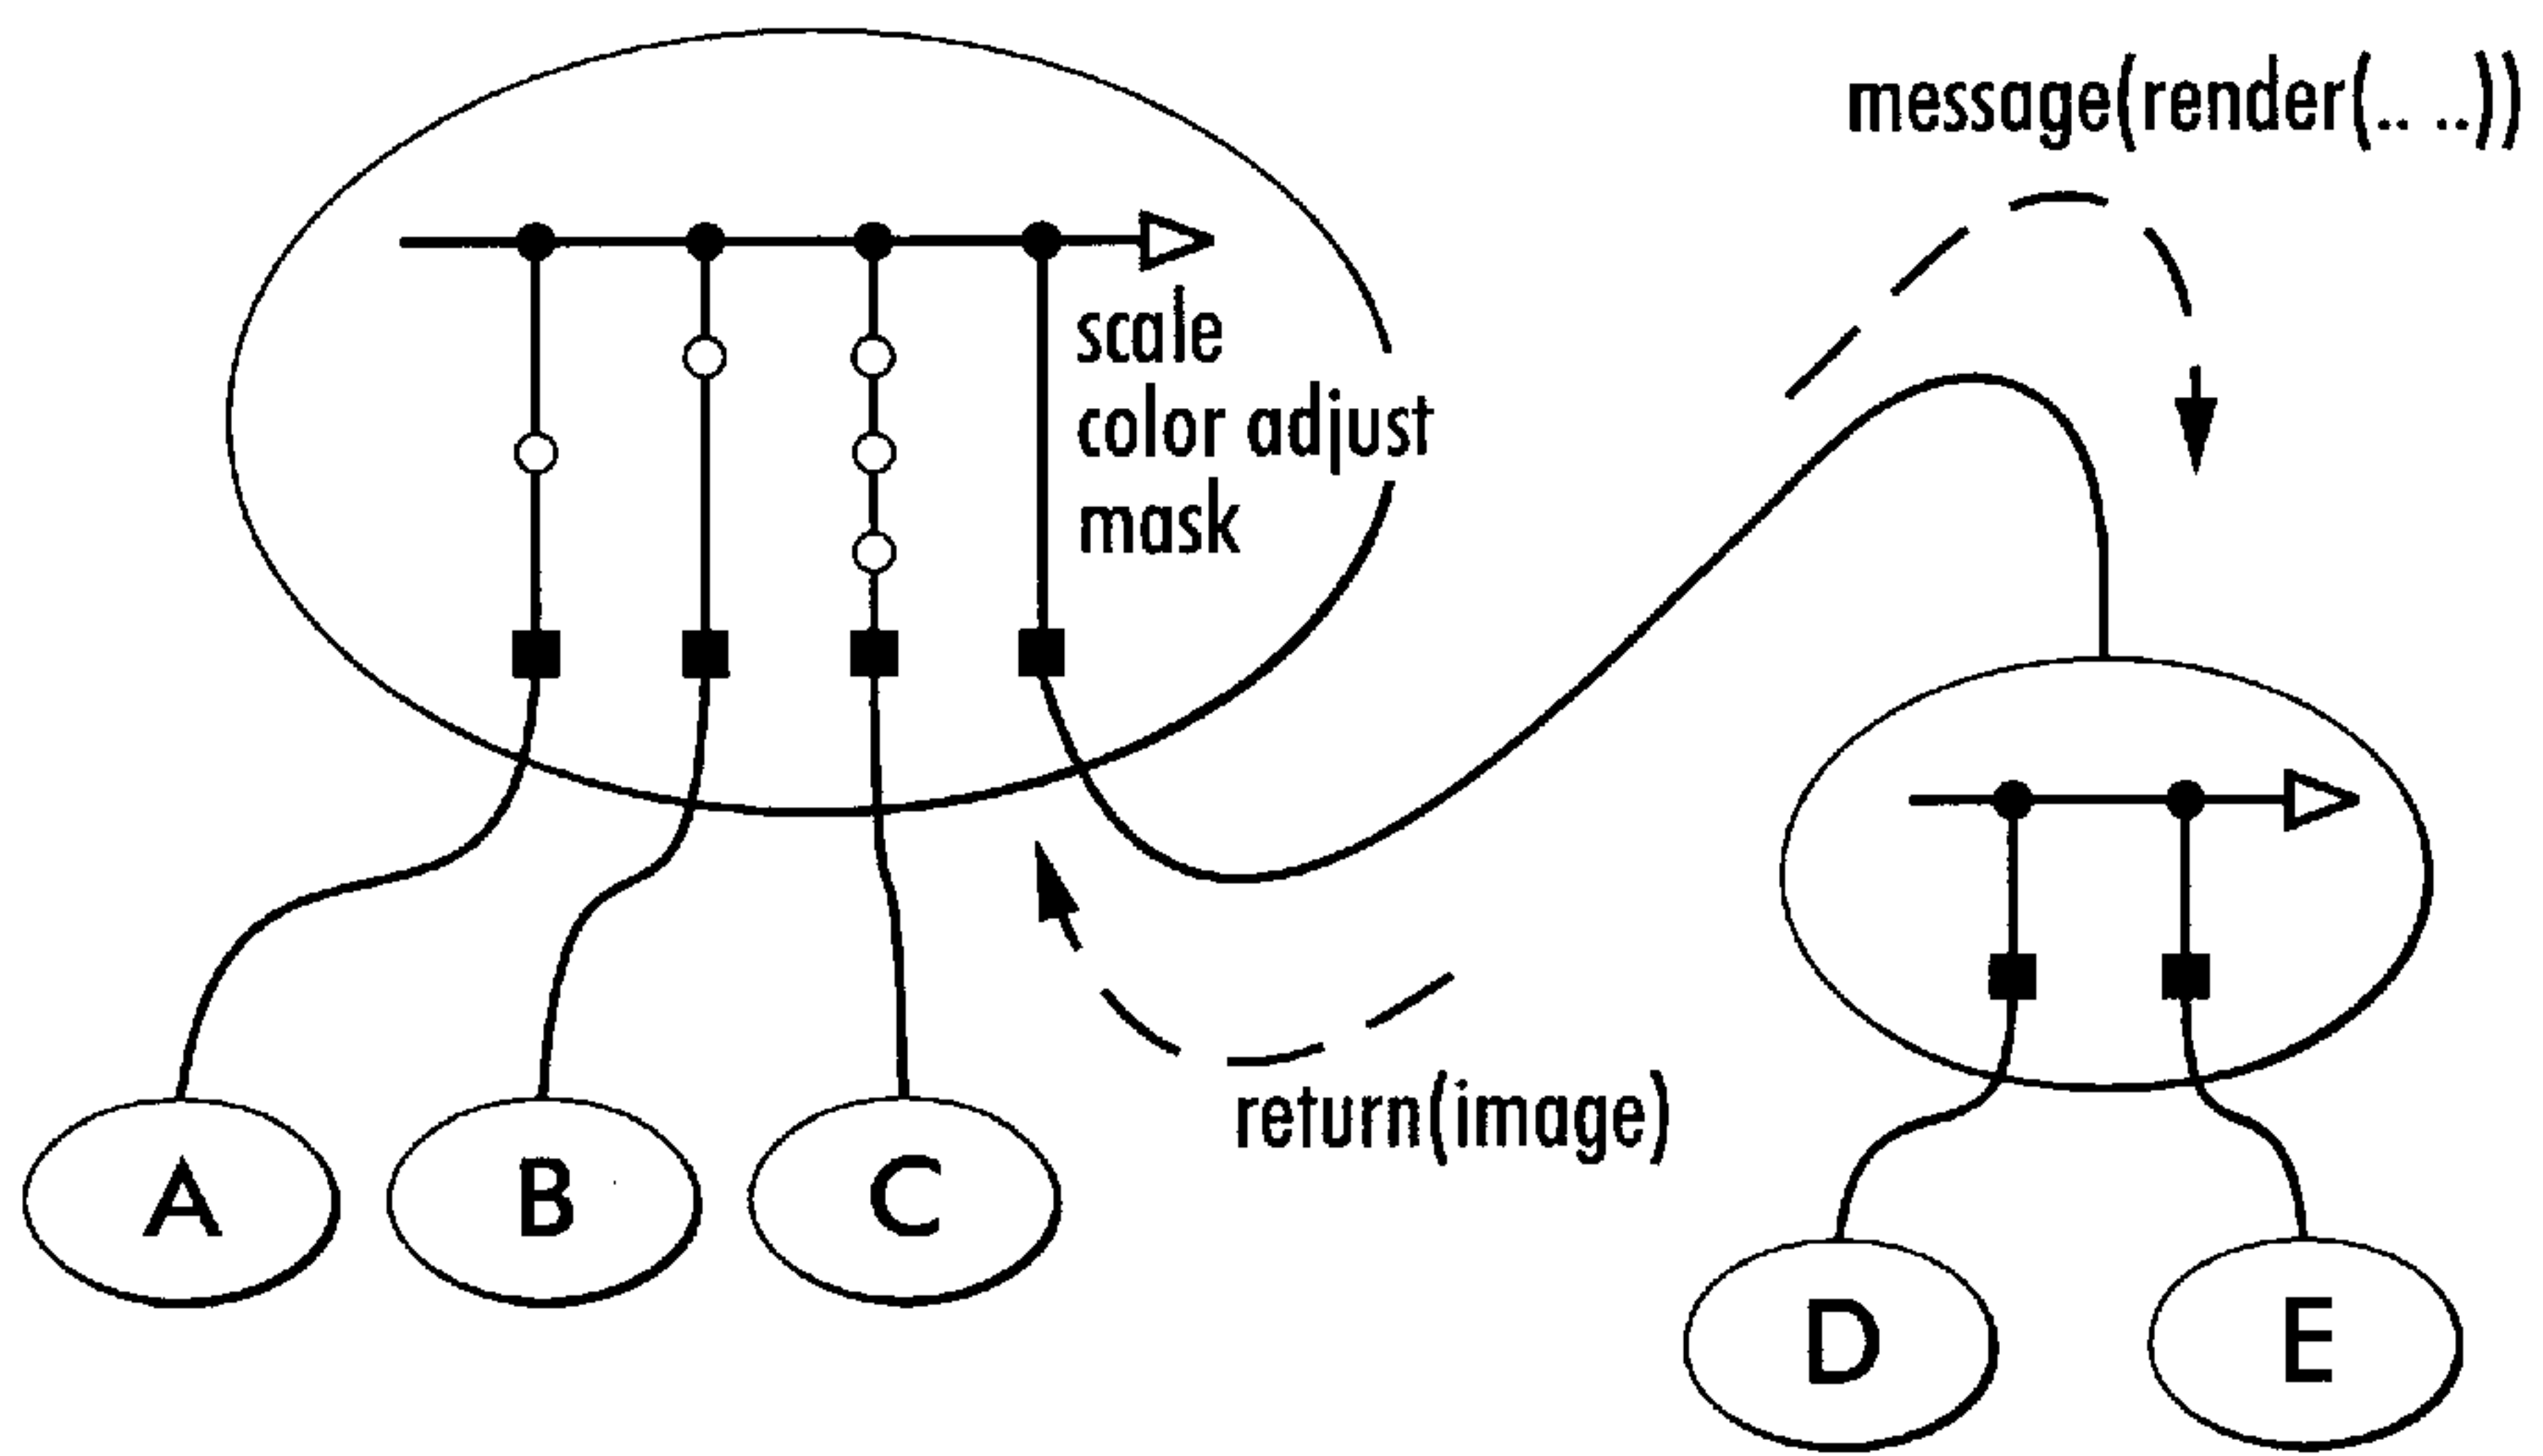 message(render(.. ..))
scale
color adjust
mask
return(image)
A
B
C
D
E